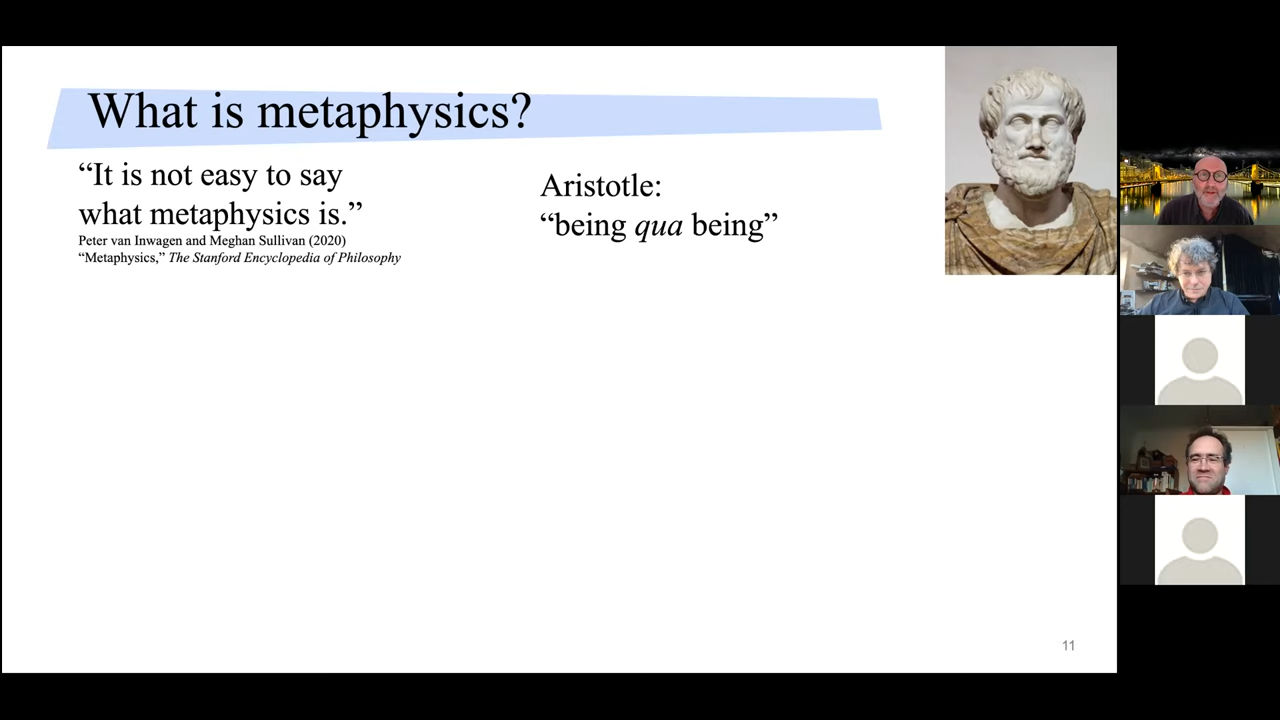 What is metaphysics?
“It is not easy to say
what metaphysics is.”
Peter van Inwagen and Meghan Sullivan (2020)
“Metaphysics,” The Stanford Encyclopedia of Philosophy
Aristotle:
“being qua being”
11